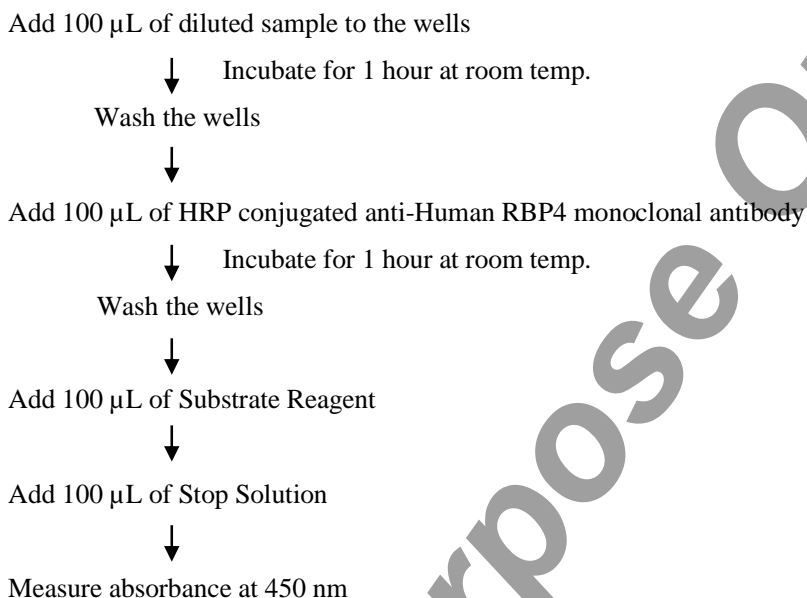 Add 100 µL of diluted sample to the wells
Incubate for 1 hour at room temp.
Wash the wells
Add 100 µL of HRP conjugated anti-Human RBP4 monoclonal antibody
Incubate for 1 hour at room temp.
Wash the wells
Add 100 µL of Substrate Reagent
Add 100 µL of Stop Solution
Measure absorbance at 450 nm